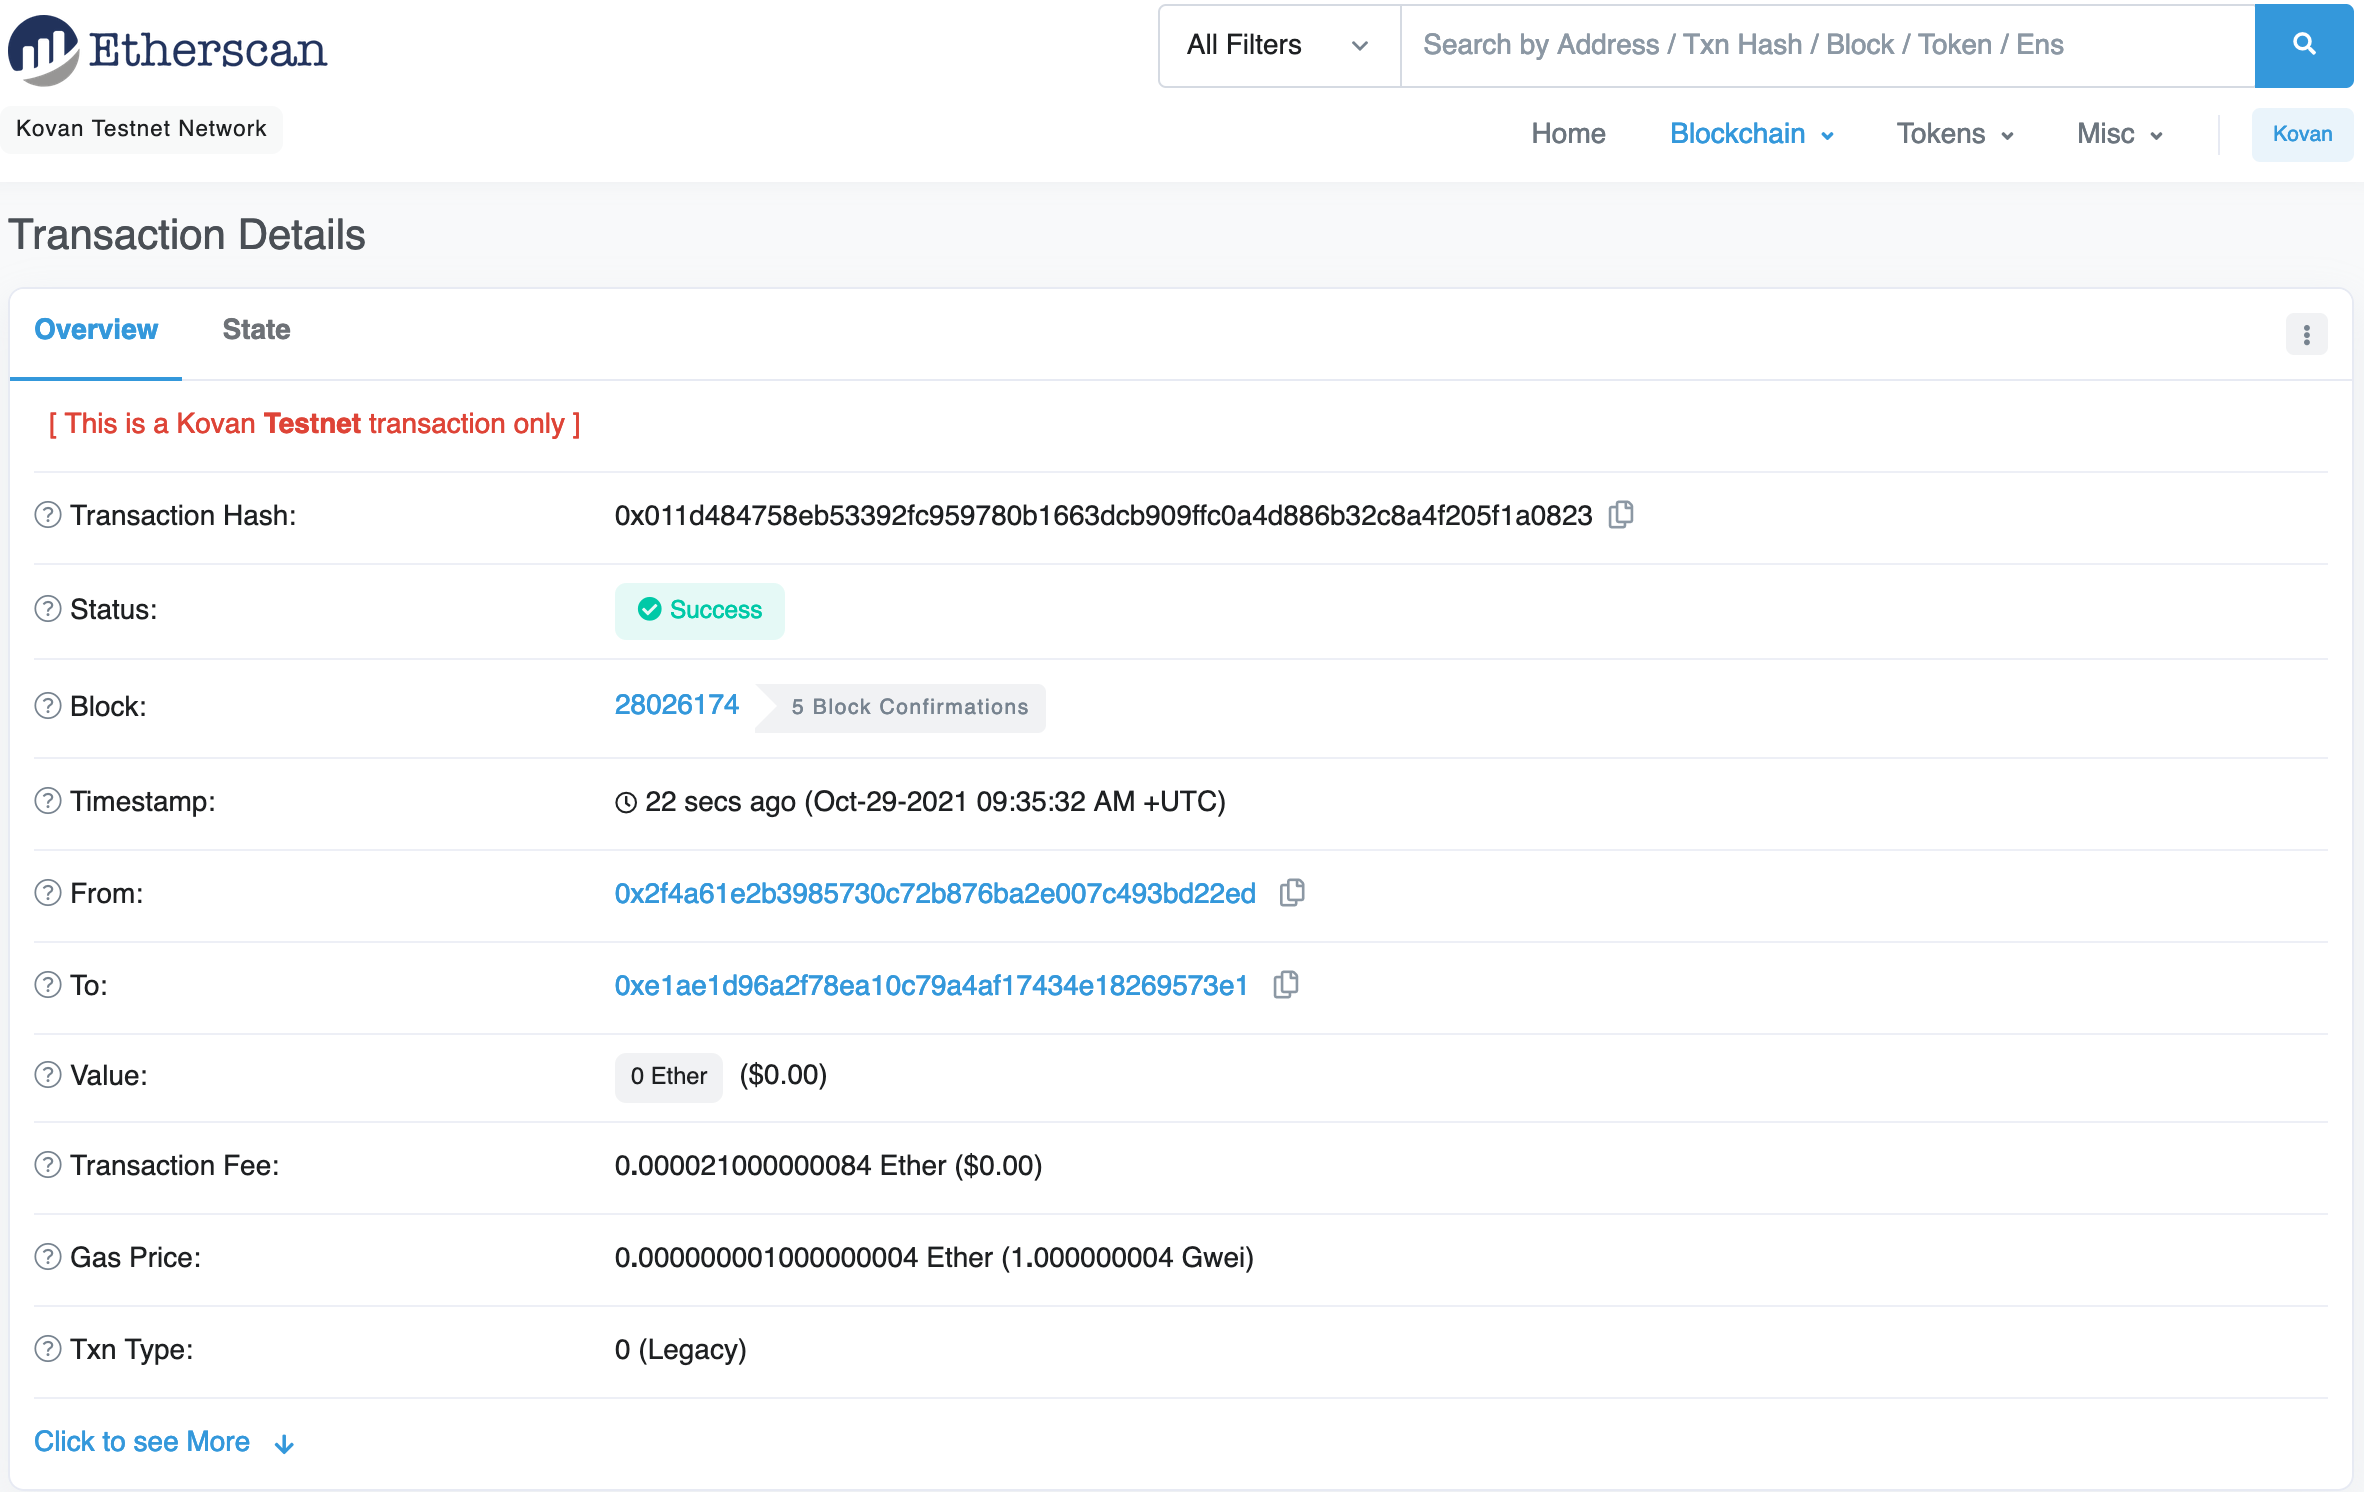 Etherscan
All Filters
Search by Address / Txn Hash / Block / Token / Ens
Kovan Testnet Network
Home Blockchain Tokens Misc Kovan
Transaction Details
Overview State
[ This is a Kovan Testnet transaction only ]
Transaction Hash: 0x011d484758eb53392fc959780b1663dcb909ffc0a4d886b32c8a4f205f1a0823
Status: Success
Block: 28026174 5 Block Confirmations
Timestamp: 22 secs ago (Oct-29-2021 09:35:32 AM +UTC)
From: 0x2f4a61e2b3985730c72b876ba2e007c493bd22ed
To: 0xe1ae1d96a2f78ea10c79a4af17434e18269573e1
Value: 0 Ether ($0.00)
Transaction Fee: 0.000021000000084 Ether ($0.00)
Gas Price: 0.000000001000000004 Ether (1.000000004 Gwei)
Txn Type: 0 (Legacy)
Click to see More